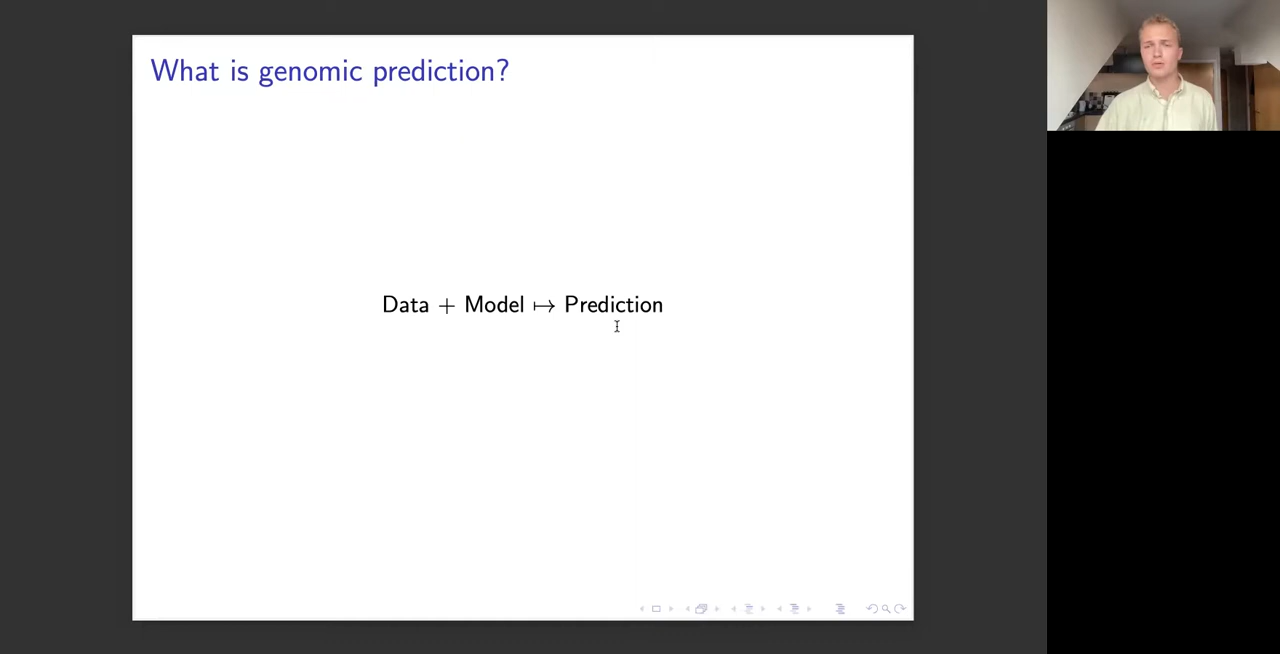 What is genomic prediction?
Data + Model ↦ Prediction